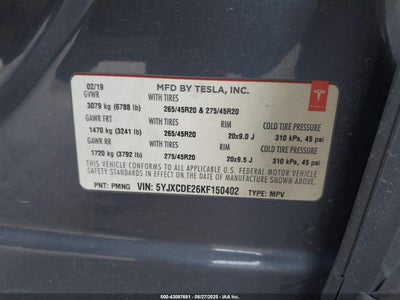 02/19
MFD BY TESLA, INC.
GVWR
WITH TIRES
3079 kg (6788 lb)
265/45R20 & 275/45R20
GAWR FRT
WITH TIRES
RIM
COLD TIRE PRESSURE
1470 kg (3241 lb)
265/45R20
20x9.0 J
310 kPa, 45 psi
GAWR RR
WITH TIRES
RIM
COLD TIRE PRESSURE
1720 kg (3792 lb)
275/45R20
20x9.5 J
310 kPa, 45 psi
THIS VEHICLE CONFORMS TO ALL APPLICABLE U.S. FEDERAL MOTOR VEHICLE
SAFETY STANDARDS IN EFFECT ON THE DATE OF MANUFACTURE SHOWN ABOVE.
PNT: PMNG
VIN: 5YJXCDE26KF150402
TYPE: MPV
TESLA
ID - 43097681 - IAA - 08/27/2025 - IAA